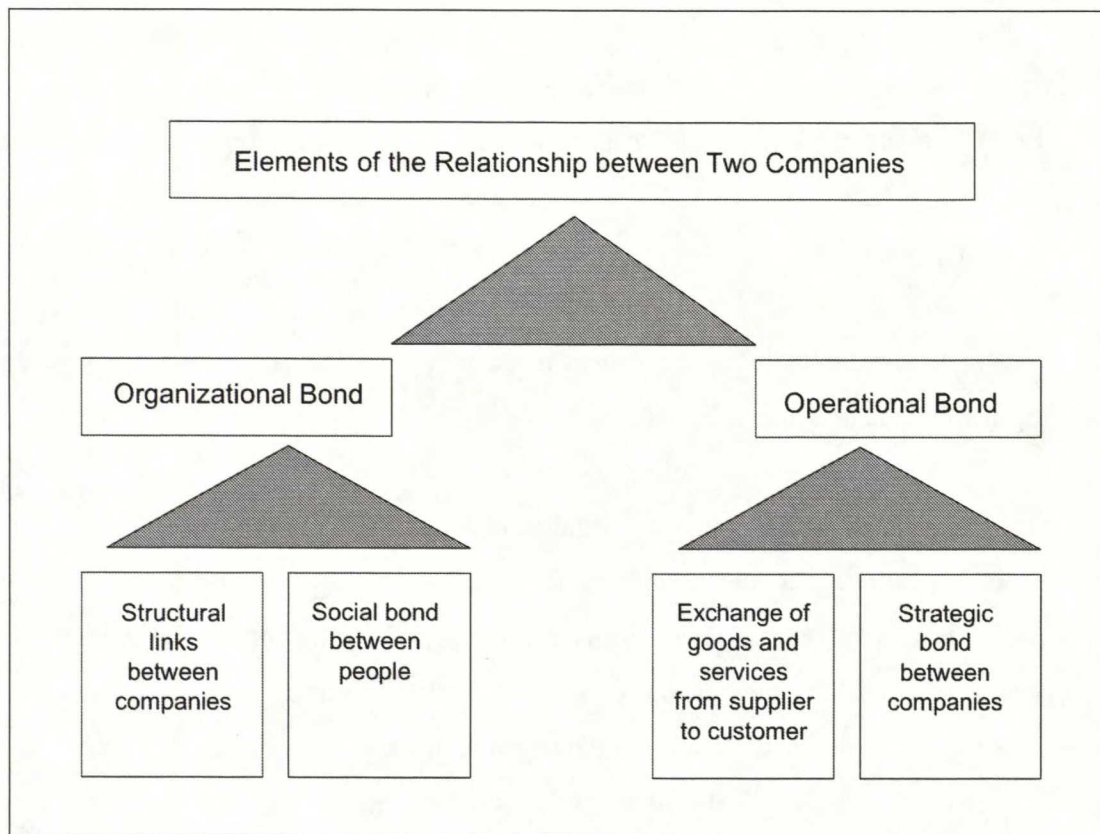 Elements of the Relationship between Two Companies
Organizational Bond
Operational Bond
Structural
links
between
companies
Social bond
between
people
Exchange of
goods and
services
from supplier
to customer
Strategic
bond
between
companies